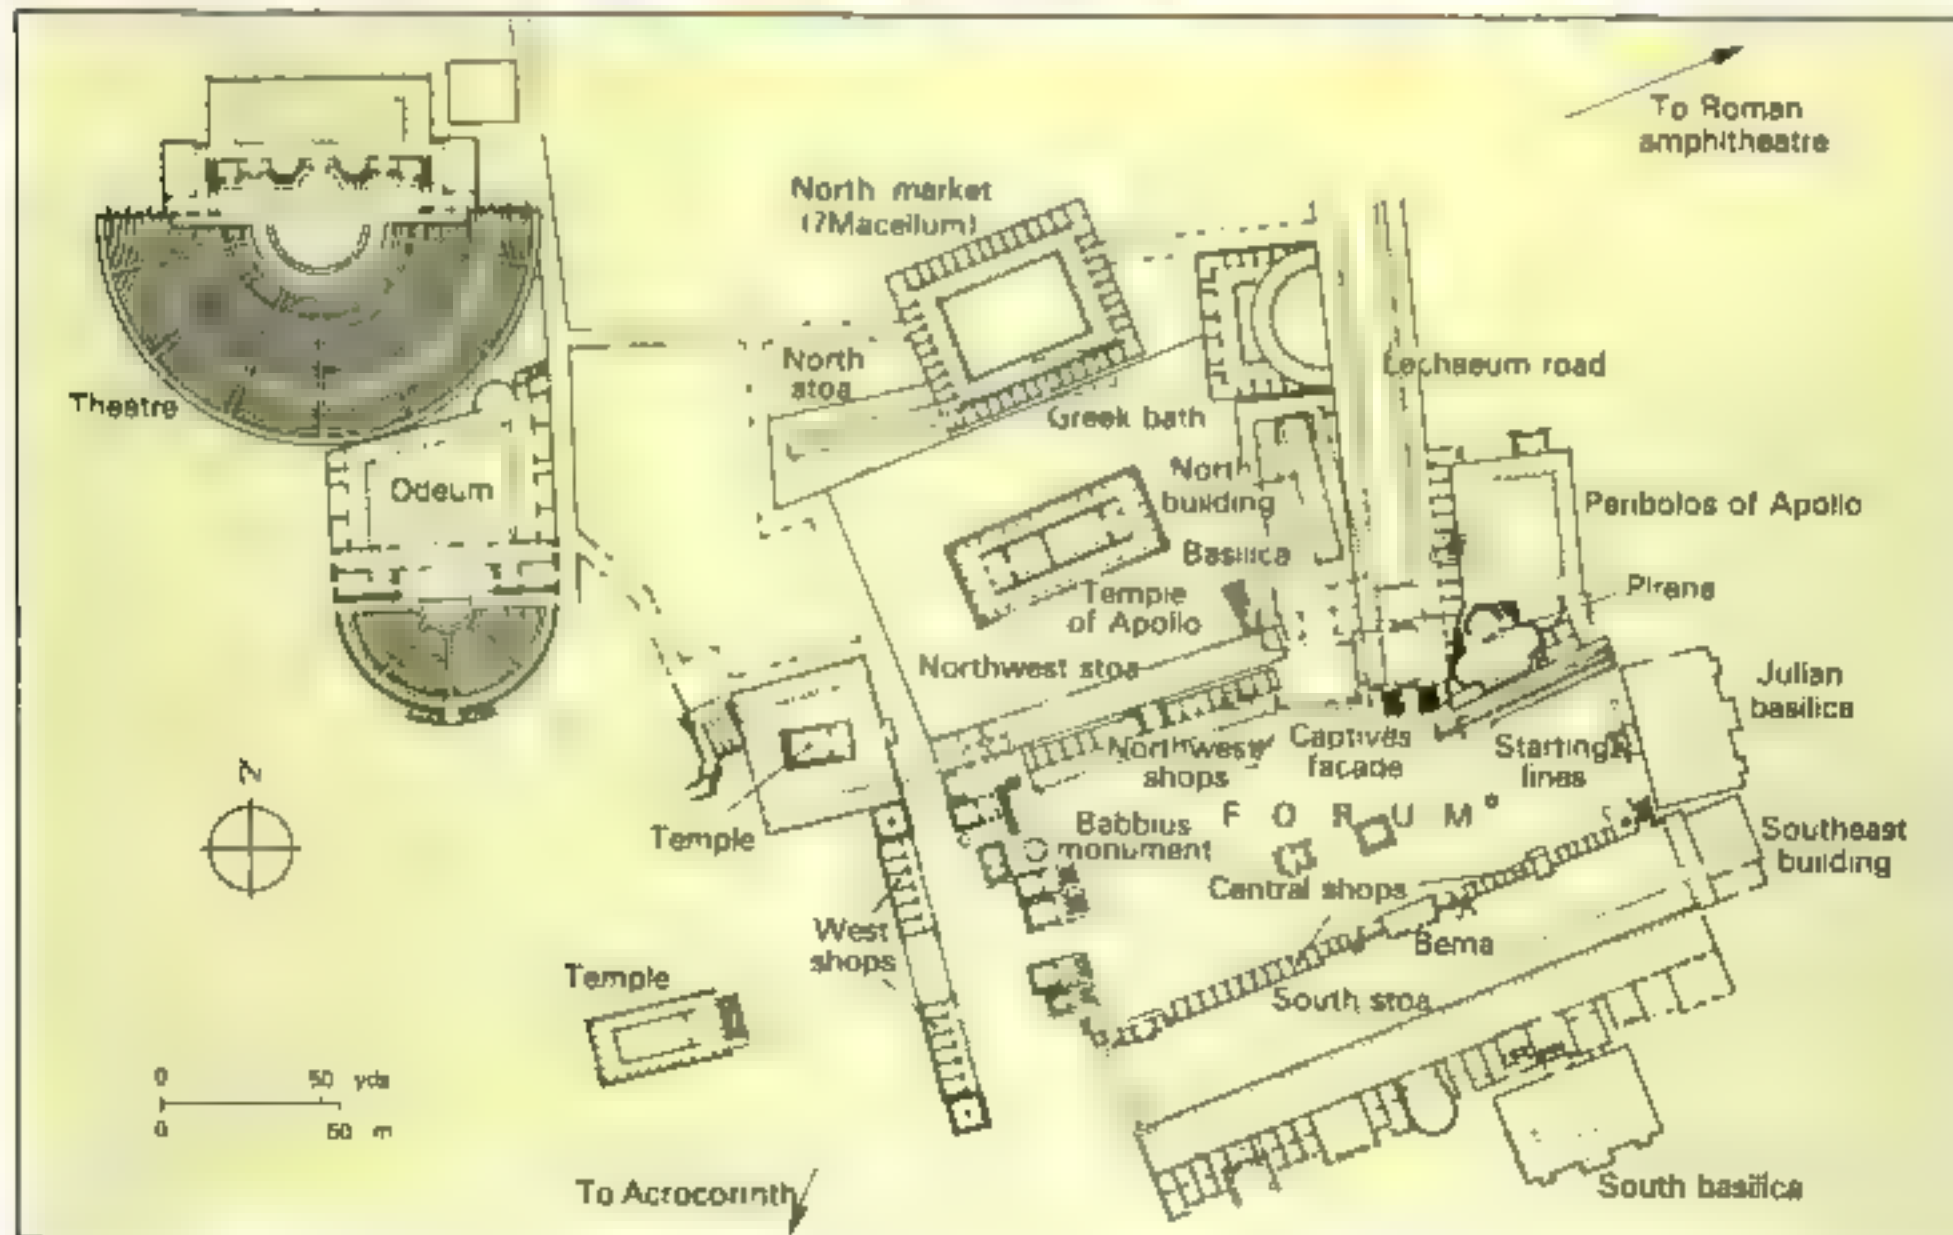 To Roman
amphitheatre
North market
(?Macellum)
North
stoa
Lechaeum road
Theatre
Greek bath
Odeum
North
building
Peribolos of Apollo
Basilica
Pirene
Temple
of Apollo
Northwest stoa
Julian
basilica
Northwest
shops
Captives
facade
Starting
lines
N
Temple
FORUM
Babbius
monument
Southeast
building
Central shops
West
shops
Bema
Temple
South stoa
0 50 yds
0 50 m
To Acrocorinth
South basilica